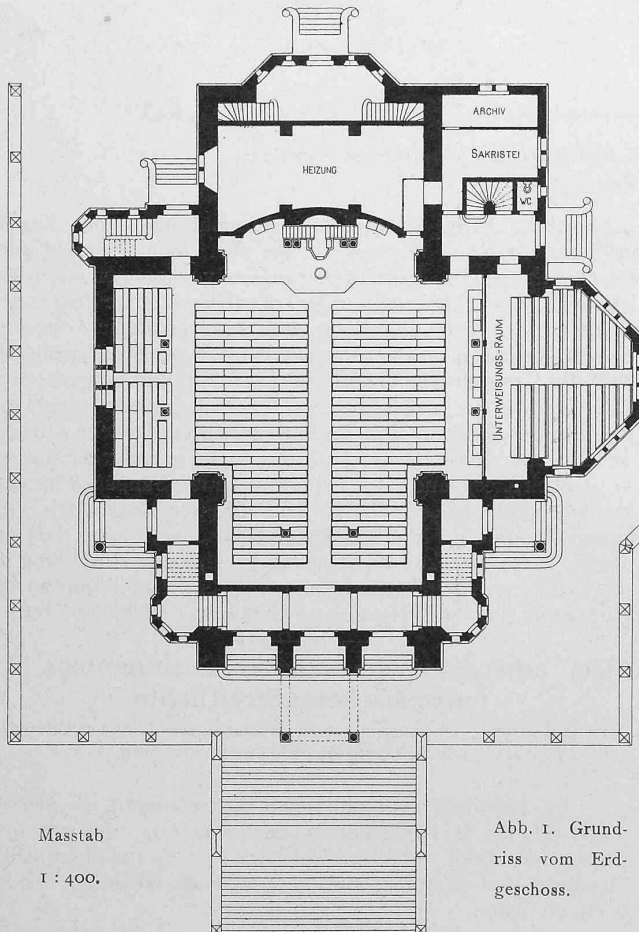 ARCHIV
SAKRISTEI
HEIZUNG
WC
UNTERWEISUNGS-RAUM
Masstab
1 : 400.
Abb. 1. Grund-
riss vom Erd-
geschoss.